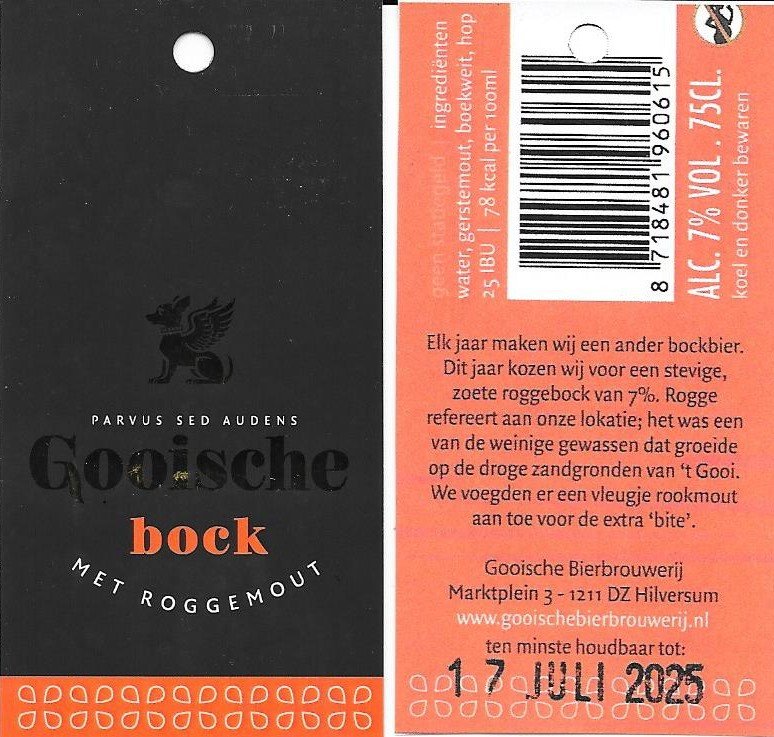 PARVUS SED AUDENS
Gooische
bock
MET ROGGEMOUT
geen statiegeld | ingrediënten
water, gerstemout, boekweit, hop
25 IBU | 78 kcal per 100ml
8 718481 960615
ALC. 7% VOL . 75CL.
koel en donker bewaren
Elk jaar maken wij een ander bockbier.
Dit jaar kozen wij voor een stevige,
zoete roggebock van 7%. Rogge
refereert aan onze lokatie; het was een
van de weinige gewassen dat groeide
op de droge zandgronden van ‘t Gooi.
We voegden er een vleugje rookmout
aan toe voor de extra ‘bite’.
Gooische Bierbrouwerij
Marktplein 3 - 1211 DZ Hilversum
www.gooischebierbrouwerij.nl
ten minste houdbaar tot:
17 JULI 2025